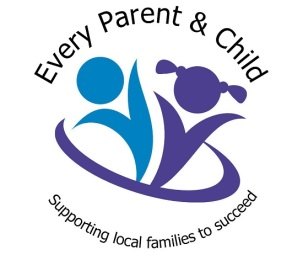 Every Parent & Child
Supporting local families to succeed